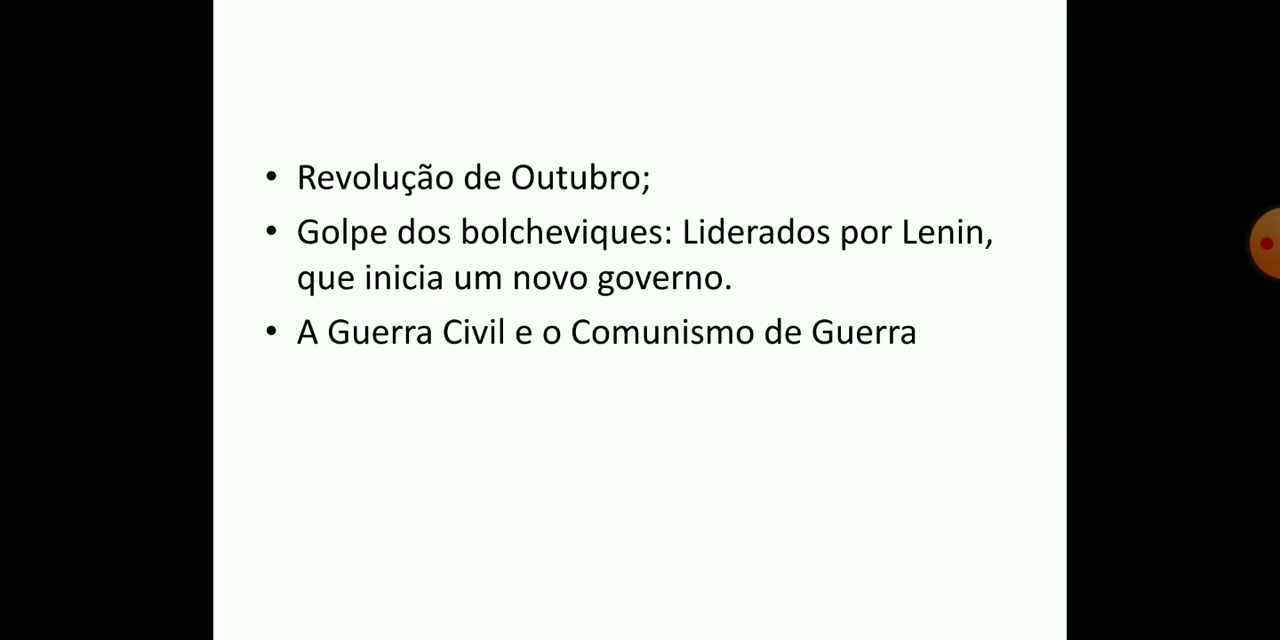 • Revolução de Outubro;
• Golpe dos bolcheviques: Liderados por Lenin,
que inicia um novo governo.
• A Guerra Civil e o Comunismo de Guerra